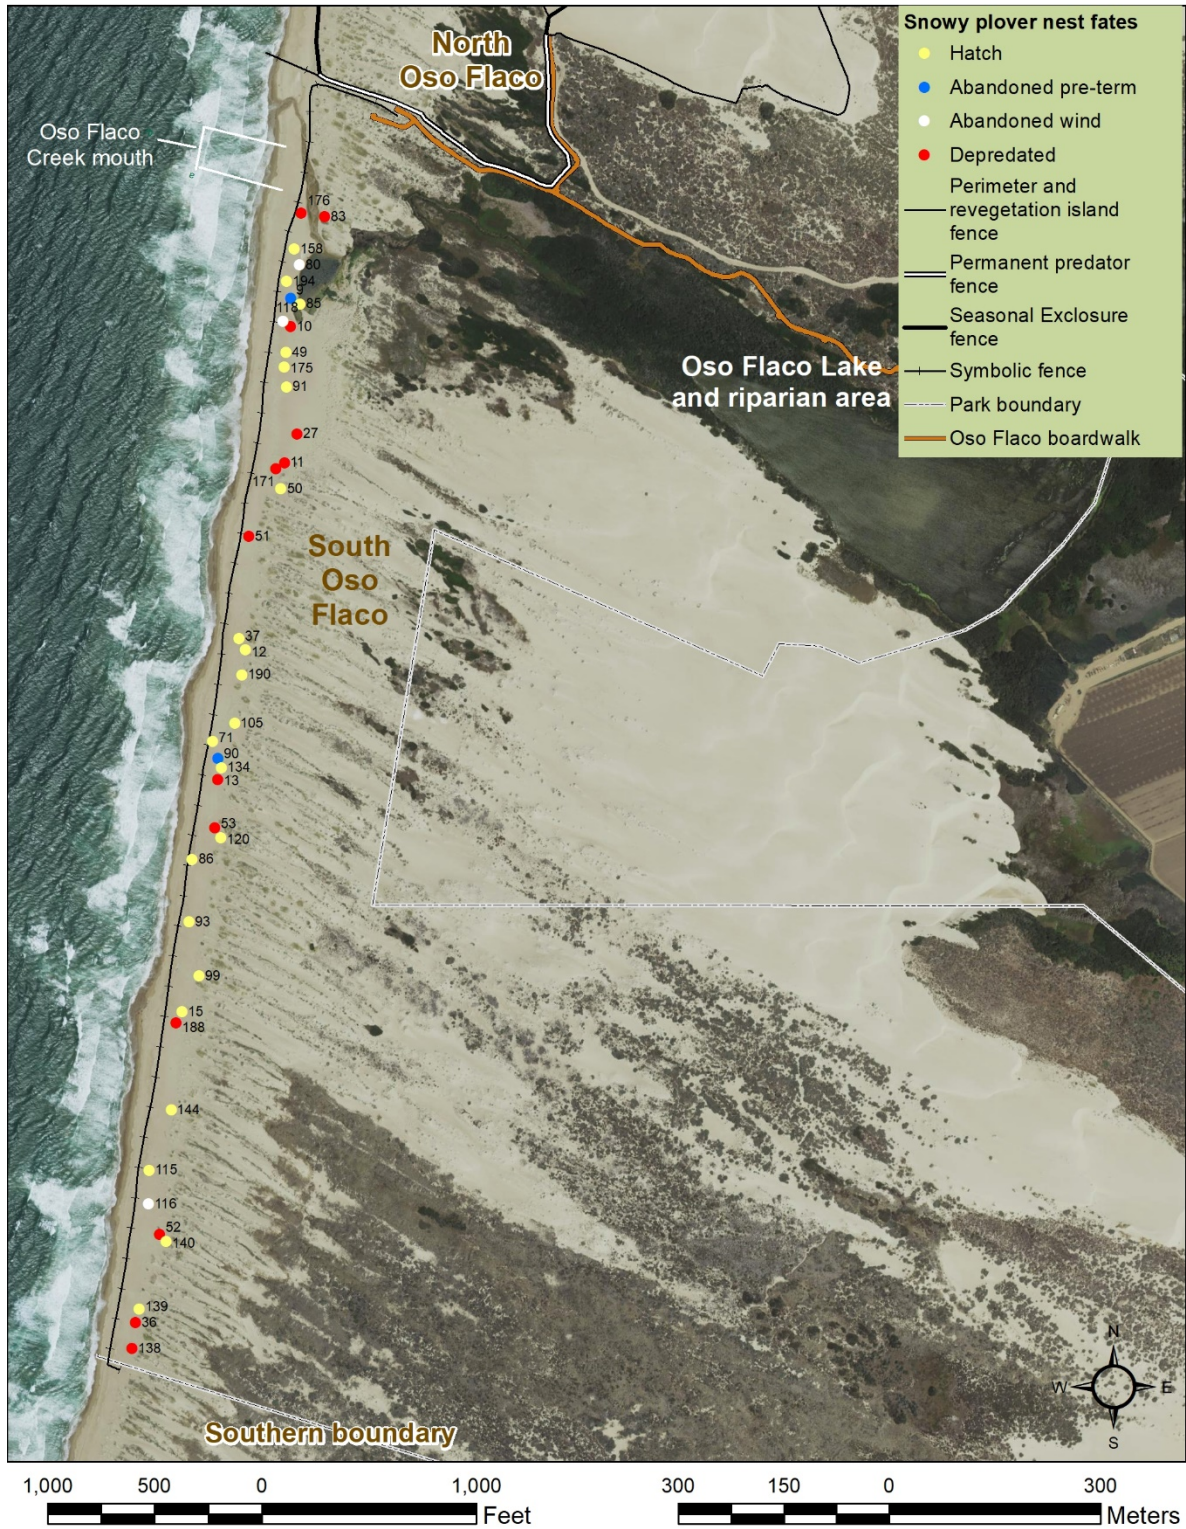 Snowy plover nest fates
Hatch
Abandoned pre-term
Abandoned wind
Depredated
Perimeter and
revegetation island
fence
Permanent predator
fence
Seasonal Exclosure
fence
Symbolic fence
Park boundary
Oso Flaco boardwalk
North
Oso Flaco
Oso Flaco
Creek mouth
176
83
158
80
194
9
85
118
10
49
175
91
Oso Flaco Lake
and riparian area
27
11
171
50
51
South
Oso
Flaco
37
12
190
105
71
90
134
13
53
120
86
93
99
15
188
144
115
116
52
140
139
36
138
N
W
E
S
Southern boundary
1,000 500 0 1,000
Feet
300 150 0 300
Meters